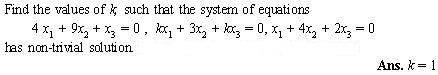 Find the values of k, such that the system of equations
4 x₁ + 9x₂ + x₃ = 0 , kx₁ + 3x₂ + kx₃ = 0, x₁ + 4x₂ + 2x₃ = 0
has non-trivial solution.
Ans. k = 1